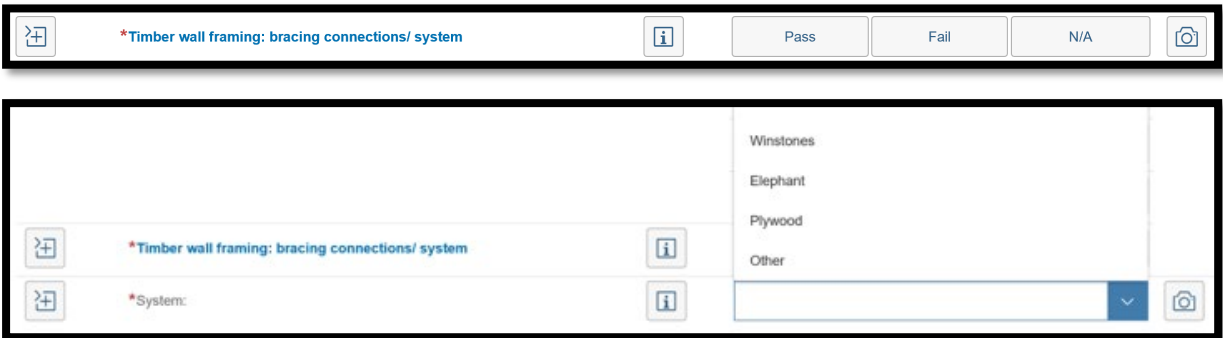 *Timber wall framing: bracing connections/ system Pass Fail N/A
Winstones
Elephant
Plywood
*Timber wall framing: bracing connections/ system
Other
*System: